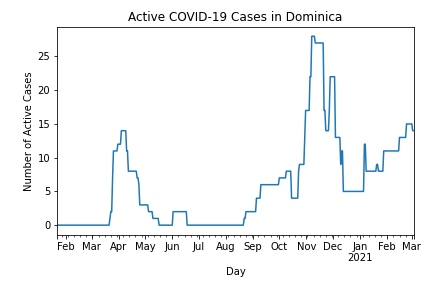 Active COVID-19 Cases in Dominica
Number of Active Cases
25
20
15
10
5
0
Feb Mar Apr May Jun Jul Aug Sep Oct Nov Dec Jan Feb Mar
2021
Day